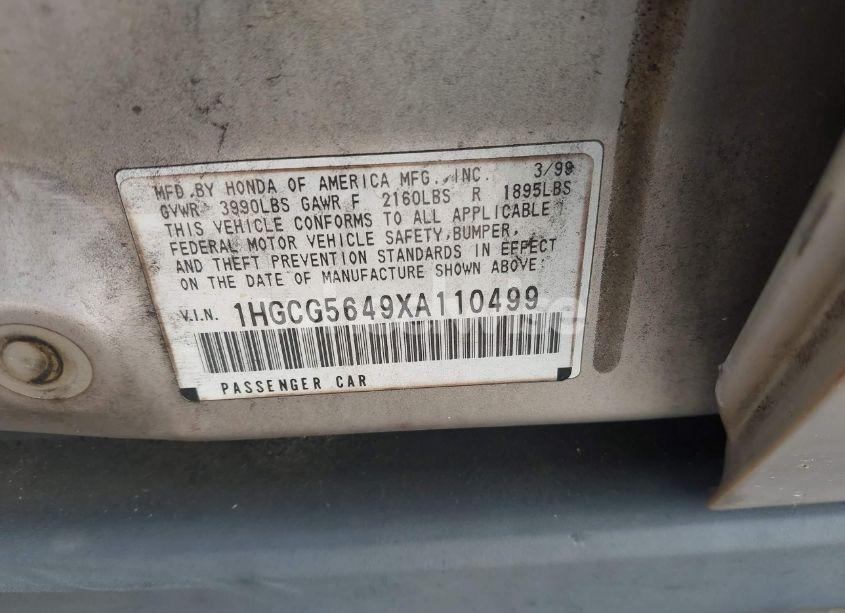 MFD. BY HONDA OF AMERICA MFG., INC. 3/99
GVWR 3990LBS GAWR F 2160LBS R 1895LBS
THIS VEHICLE CONFORMS TO ALL APPLICABLE
FEDERAL MOTOR VEHICLE SAFETY, BUMPER,
AND THEFT PREVENTION STANDARDS IN EFFECT
ON THE DATE OF MANUFACTURE SHOWN ABOVE.
V.I.N. 1HGCG5649XA110499
PASSENGER CAR